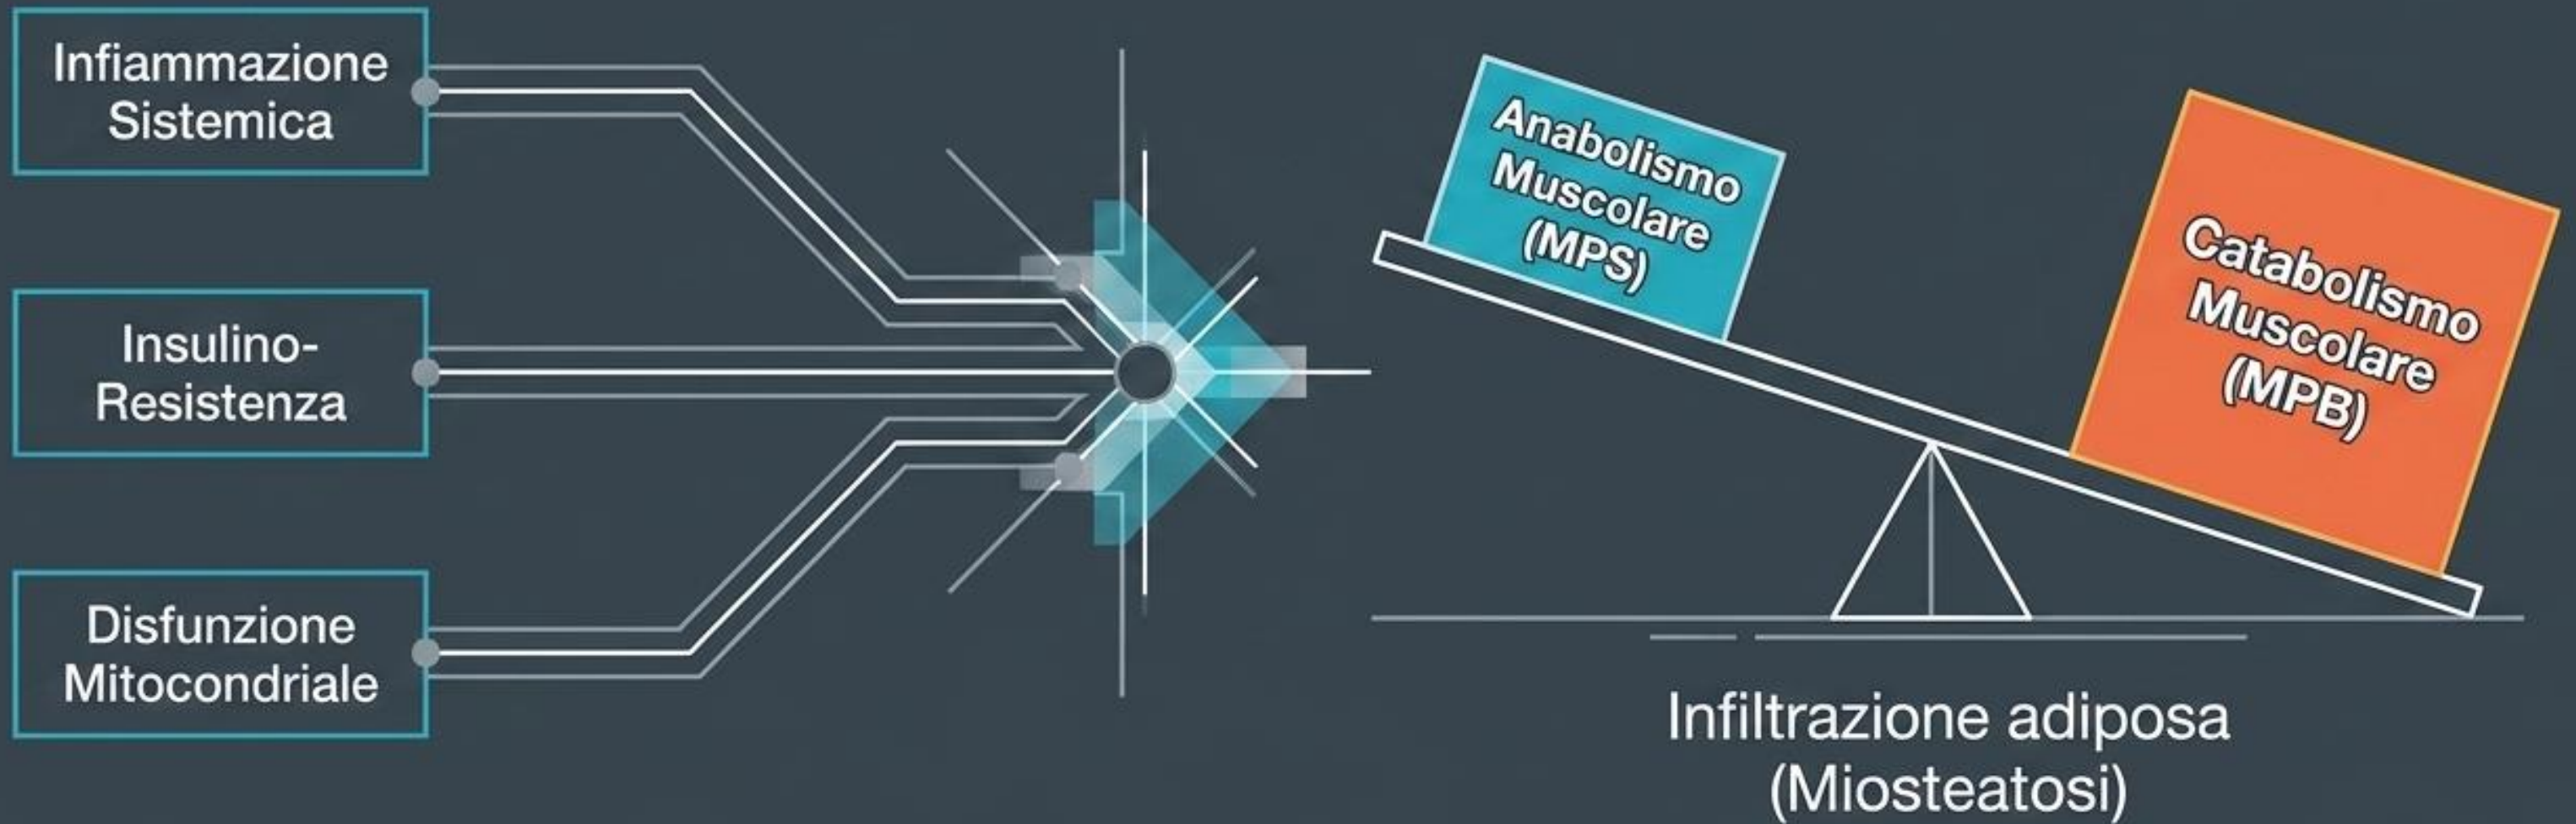 Infiammazione
Sistemica
Insulino-
Resistenza
Disfunzione
Mitocondriale
Anabolismo
Muscolare
(MPS)
Catabolismo
Muscolare
(MPB)
Infiltrazione adiposa
(Miosteatosi)